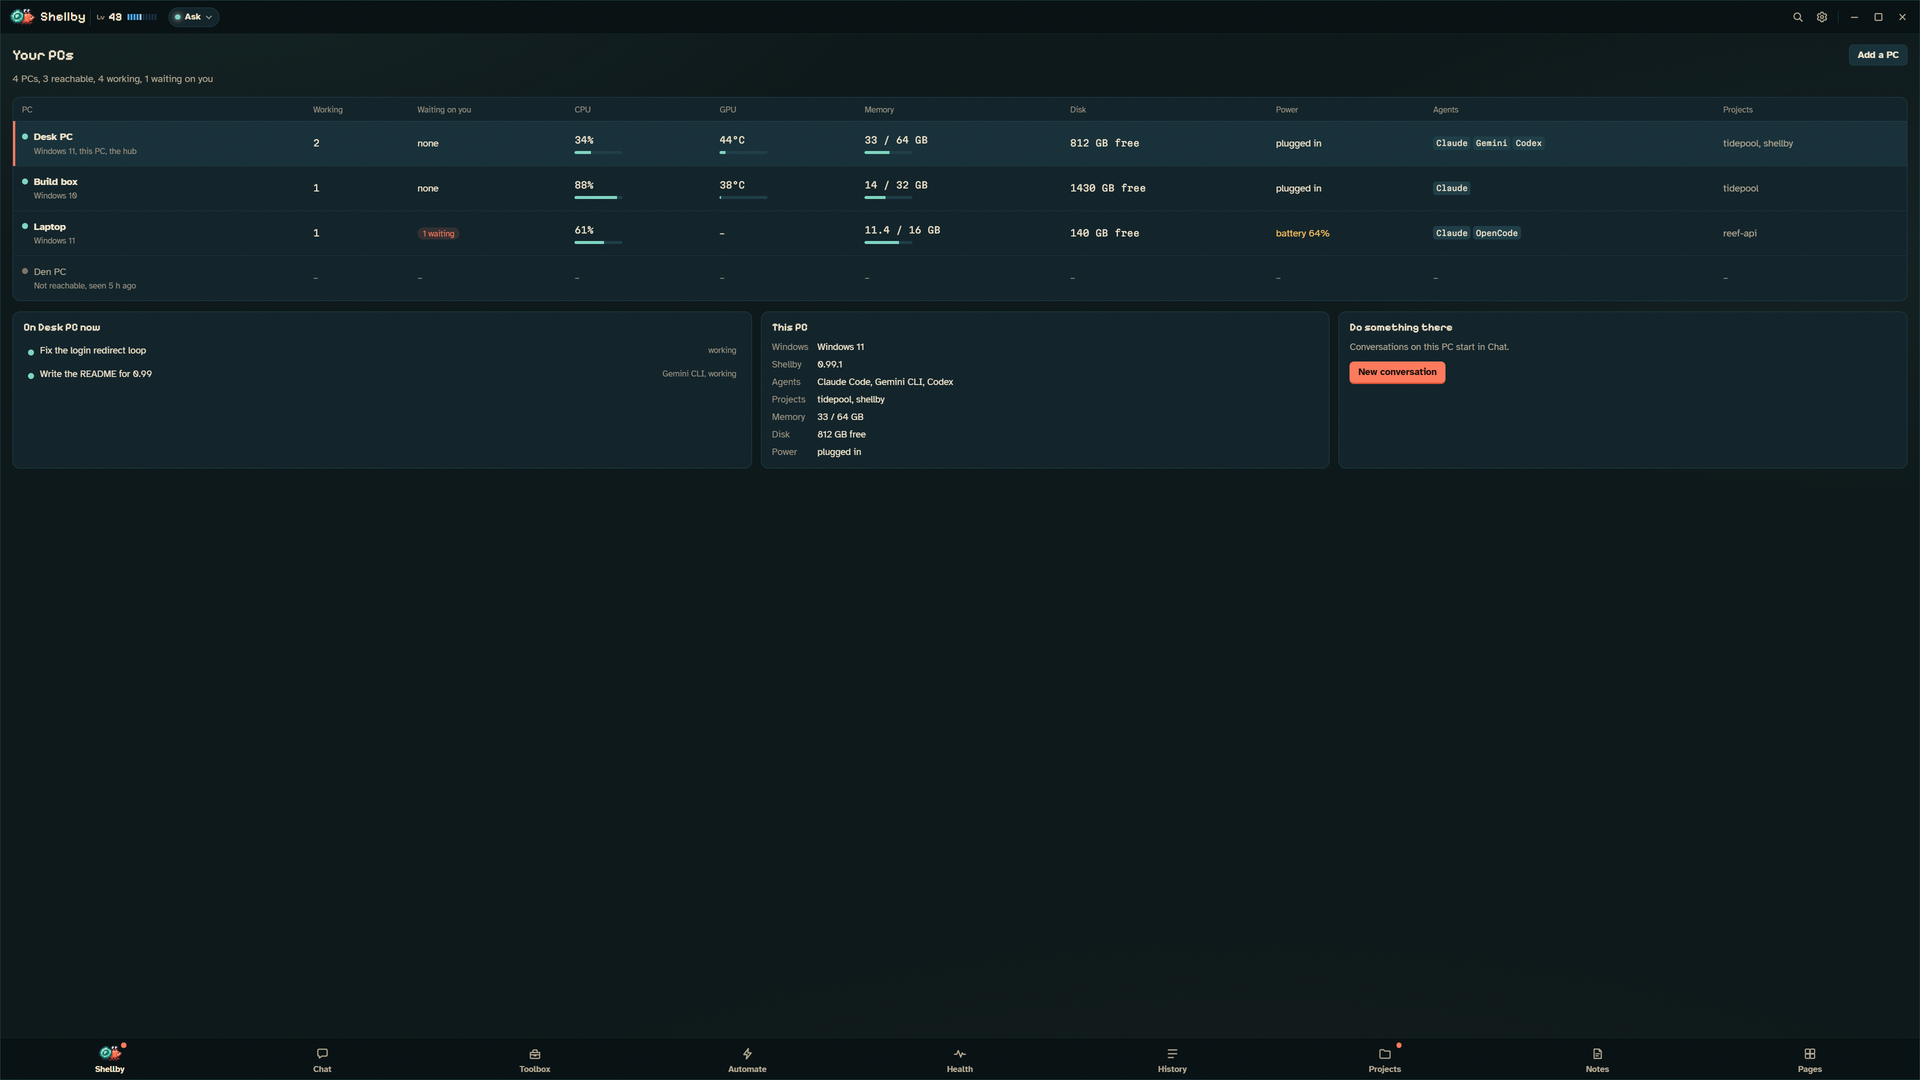 Shellby Lv 49 Ask
Your PCs
Add a PC
4 PCs, 3 reachable, 4 working, 1 waiting on you
PC Working Waiting on you CPU GPU Memory Disk Power Agents Projects
Desk PC
Windows 11, this PC, the hub
2 none 34% 44°C 33 / 64 GB 812 GB free plugged in Claude Gemini Codex tidepool, shellby
Build box
Windows 10
1 none 88% 38°C 14 / 32 GB 1430 GB free plugged in Claude tidepool
Laptop
Windows 11
1 1 waiting 61% – 11.4 / 16 GB 140 GB free battery 64% Claude OpenCode reef-api
Den PC
Not reachable, seen 5 h ago
– – – – – – – – –
On Desk PC now
Fix the login redirect loop working
Write the README for 0.99 Gemini CLI, working
This PC
Windows Windows 11
Shellby 0.99.1
Agents Claude Code, Gemini CLI, Codex
Projects tidepool, shellby
Memory 33 / 64 GB
Disk 812 GB free
Power plugged in
Do something there
Conversations on this PC start in Chat.
New conversation
Shellby Chat Toolbox Automate Health History Projects Notes Pages